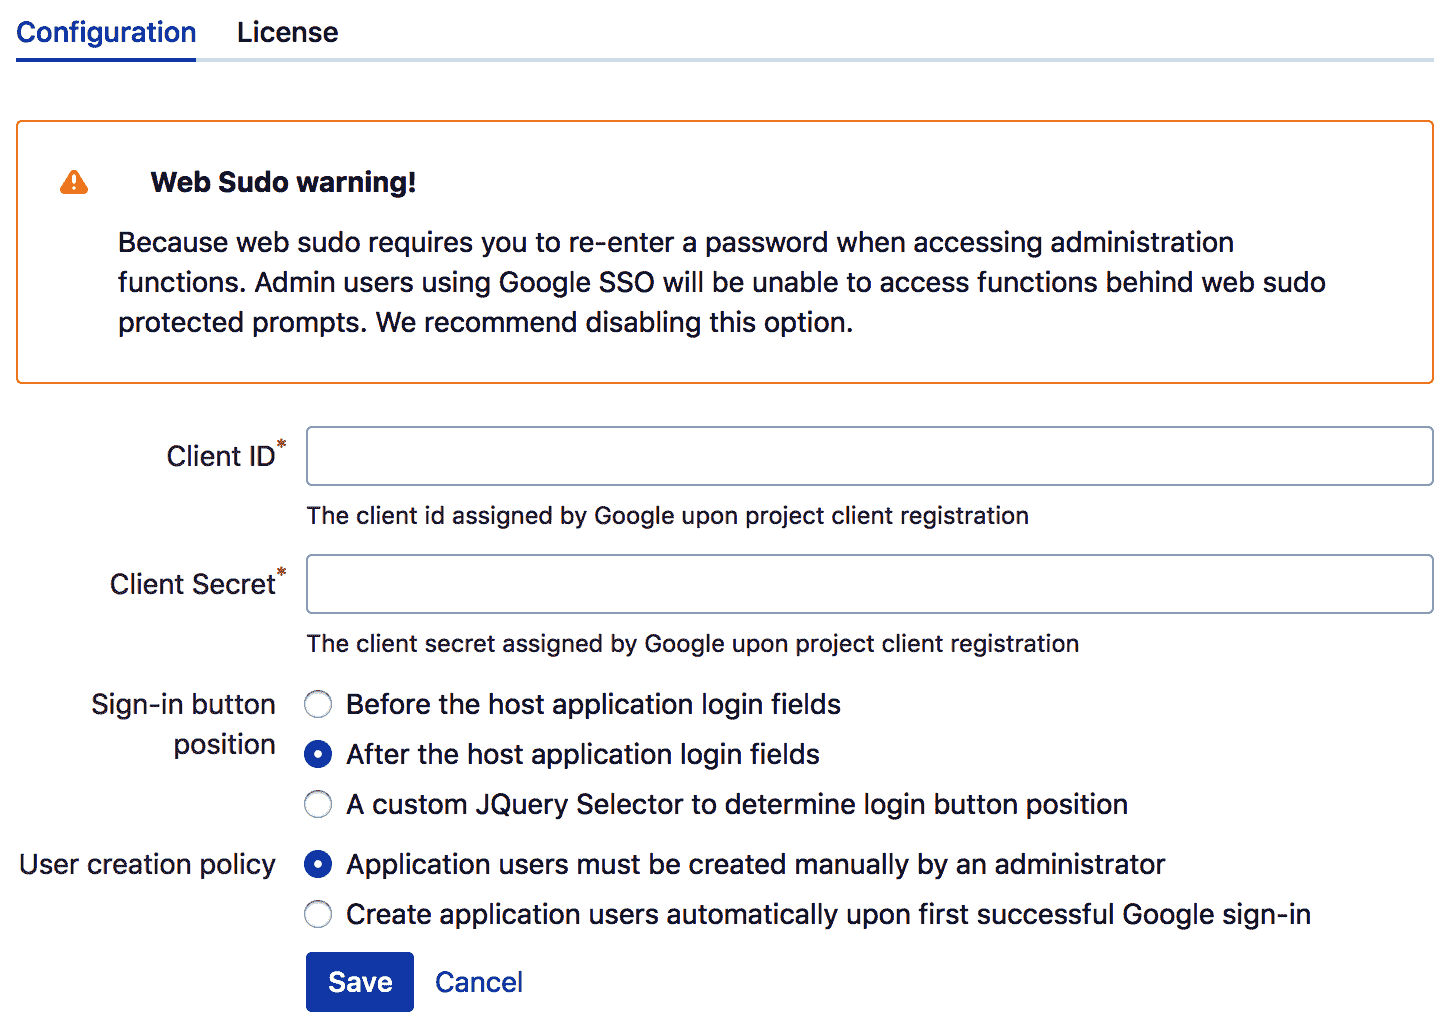 Configuration License
Web Sudo warning!
Because web sudo requires you to re-enter a password when accessing administration
functions. Admin users using Google SSO will be unable to access functions behind web sudo
protected prompts. We recommend disabling this option.
Client ID*
The client id assigned by Google upon project client registration
Client Secret*
The client secret assigned by Google upon project client registration
Sign-in button
position
Before the host application login fields
After the host application login fields
A custom JQuery Selector to determine login button position
User creation policy
Application users must be created manually by an administrator
Create application users automatically upon first successful Google sign-in
Save Cancel